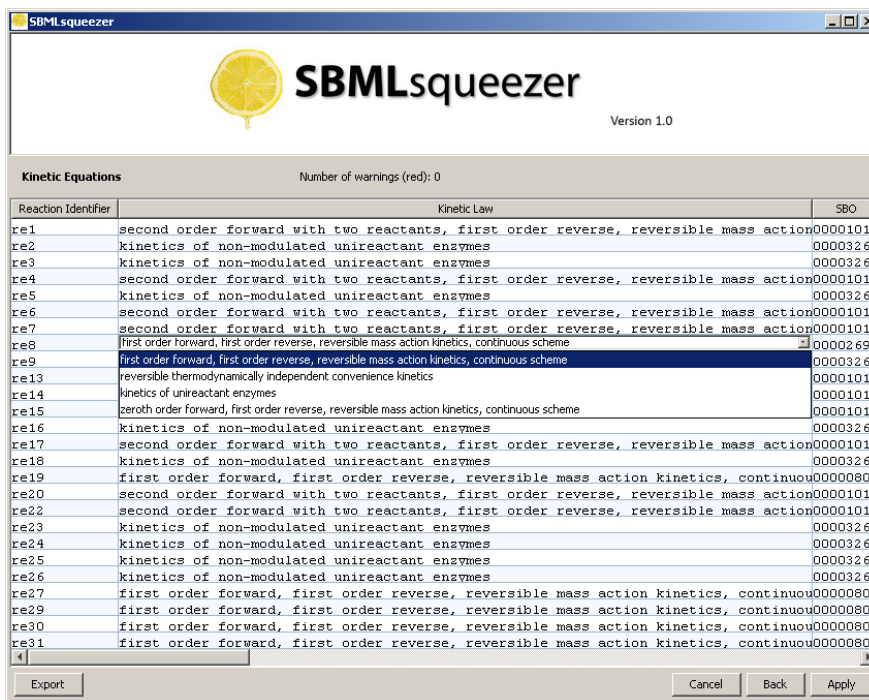 SBMLsqueezer
SBMLsqueezer
Version 1.0
Kinetic Equations Number of warnings (red): 0
Reaction Identifier Kinetic Law SBO
re1 second order forward with two reactants, first order reverse, reversible mass action 0000101
re2 kinetics of non-modulated unireactant enzymes 0000326
re3 kinetics of non-modulated unireactant enzymes 0000326
re4 second order forward with two reactants, first order reverse, reversible mass action 0000101
re5 kinetics of non-modulated unireactant enzymes 0000326
re6 second order forward with two reactants, first order reverse, reversible mass action 0000101
re7 second order forward with two reactants, first order reverse, reversible mass action 0000101
re8 first order forward, first order reverse, reversible mass action kinetics, continuous scheme 0000269
re9 first order forward, first order reverse, reversible mass action kinetics, continuous scheme 0000326
re13 reversible thermodynamically independent convenience kinetics 0000101
re14 kinetics of unireactant enzymes 0000101
re15 zeroth order forward, first order reverse, reversible mass action kinetics, continuous scheme 0000101
re16 kinetics of non-modulated unireactant enzymes 0000326
re17 second order forward with two reactants, first order reverse, reversible mass action 0000101
re18 kinetics of non-modulated unireactant enzymes 0000326
re19 first order forward, first order reverse, reversible mass action kinetics, continuou 0000080
re20 second order forward with two reactants, first order reverse, reversible mass action 0000101
re22 second order forward with two reactants, first order reverse, reversible mass action 0000101
re23 kinetics of non-modulated unireactant enzymes 0000326
re24 kinetics of non-modulated unireactant enzymes 0000326
re25 kinetics of non-modulated unireactant enzymes 0000326
re26 kinetics of non-modulated unireactant enzymes 0000326
re27 first order forward, first order reverse, reversible mass action kinetics, continuou 0000080
re29 first order forward, first order reverse, reversible mass action kinetics, continuou 0000080
re30 first order forward, first order reverse, reversible mass action kinetics, continuou 0000080
re31 first order forward, first order reverse, reversible mass action kinetics, continuou 0000080
Export Cancel Back Apply